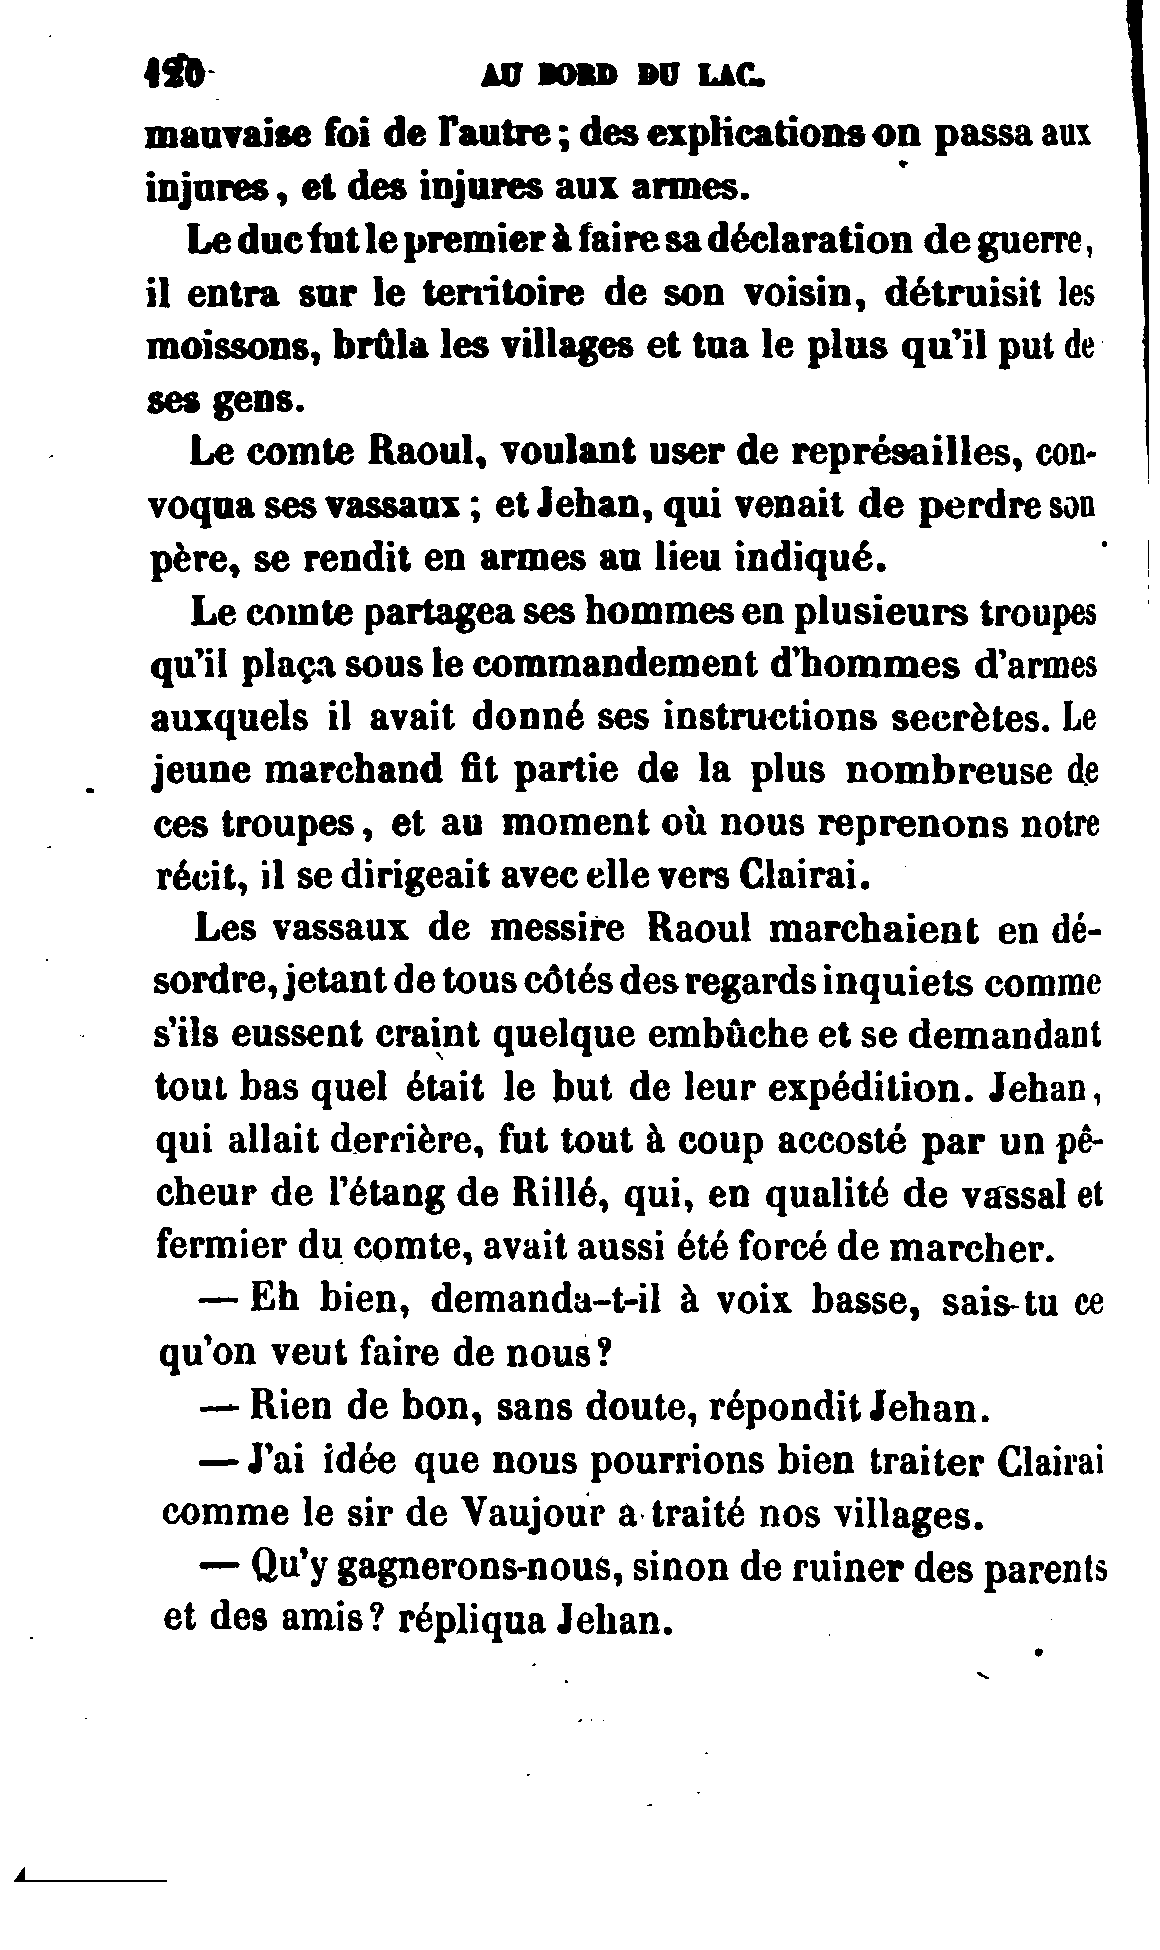 120 AU BORD DU LAC.
mauvaise foi de l'autre ; des explications on passa aux
injures, et des injures aux armes.
Le duc fut le premier à faire sa déclaration de guerre,
il entra sur le territoire de son voisin, détruisit les
moissons, brûla les villages et tua le plus qu'il put de
ses gens.
Le comte Raoul, voulant user de représailles, con-
voqua ses vassaux ; et Jehan, qui venait de perdre son
père, se rendit en armes au lieu indiqué.
Le comte partagea ses hommes en plusieurs troupes
qu'il plaça sous le commandement d'hommes d'armes
auxquels il avait donné ses instructions secrètes. Le
jeune marchand fit partie de la plus nombreuse de
ces troupes, et au moment où nous reprenons notre
récit, il se dirigeait avec elle vers Clairai.
Les vassaux de messire Raoul marchaient en dé-
sordre, jetant de tous côtés des regards inquiets comme
s'ils eussent craint quelque embûche et se demandant
tout bas quel était le but de leur expédition. Jehan,
qui allait derrière, fut tout à coup accosté par un pê-
cheur de l'étang de Rillé, qui, en qualité de vassal et
fermier du comte, avait aussi été forcé de marcher.
— Eh bien, demanda-t-il à voix basse, sais-tu ce
qu'on veut faire de nous ?
— Rien de bon, sans doute, répondit Jehan.
— J'ai idée que nous pourrions bien traiter Clairai
comme le sir de Vaujour a traité nos villages.
— Qu'y gagnerons-nous, sinon de ruiner des parents
et des amis ? répliqua Jehan.